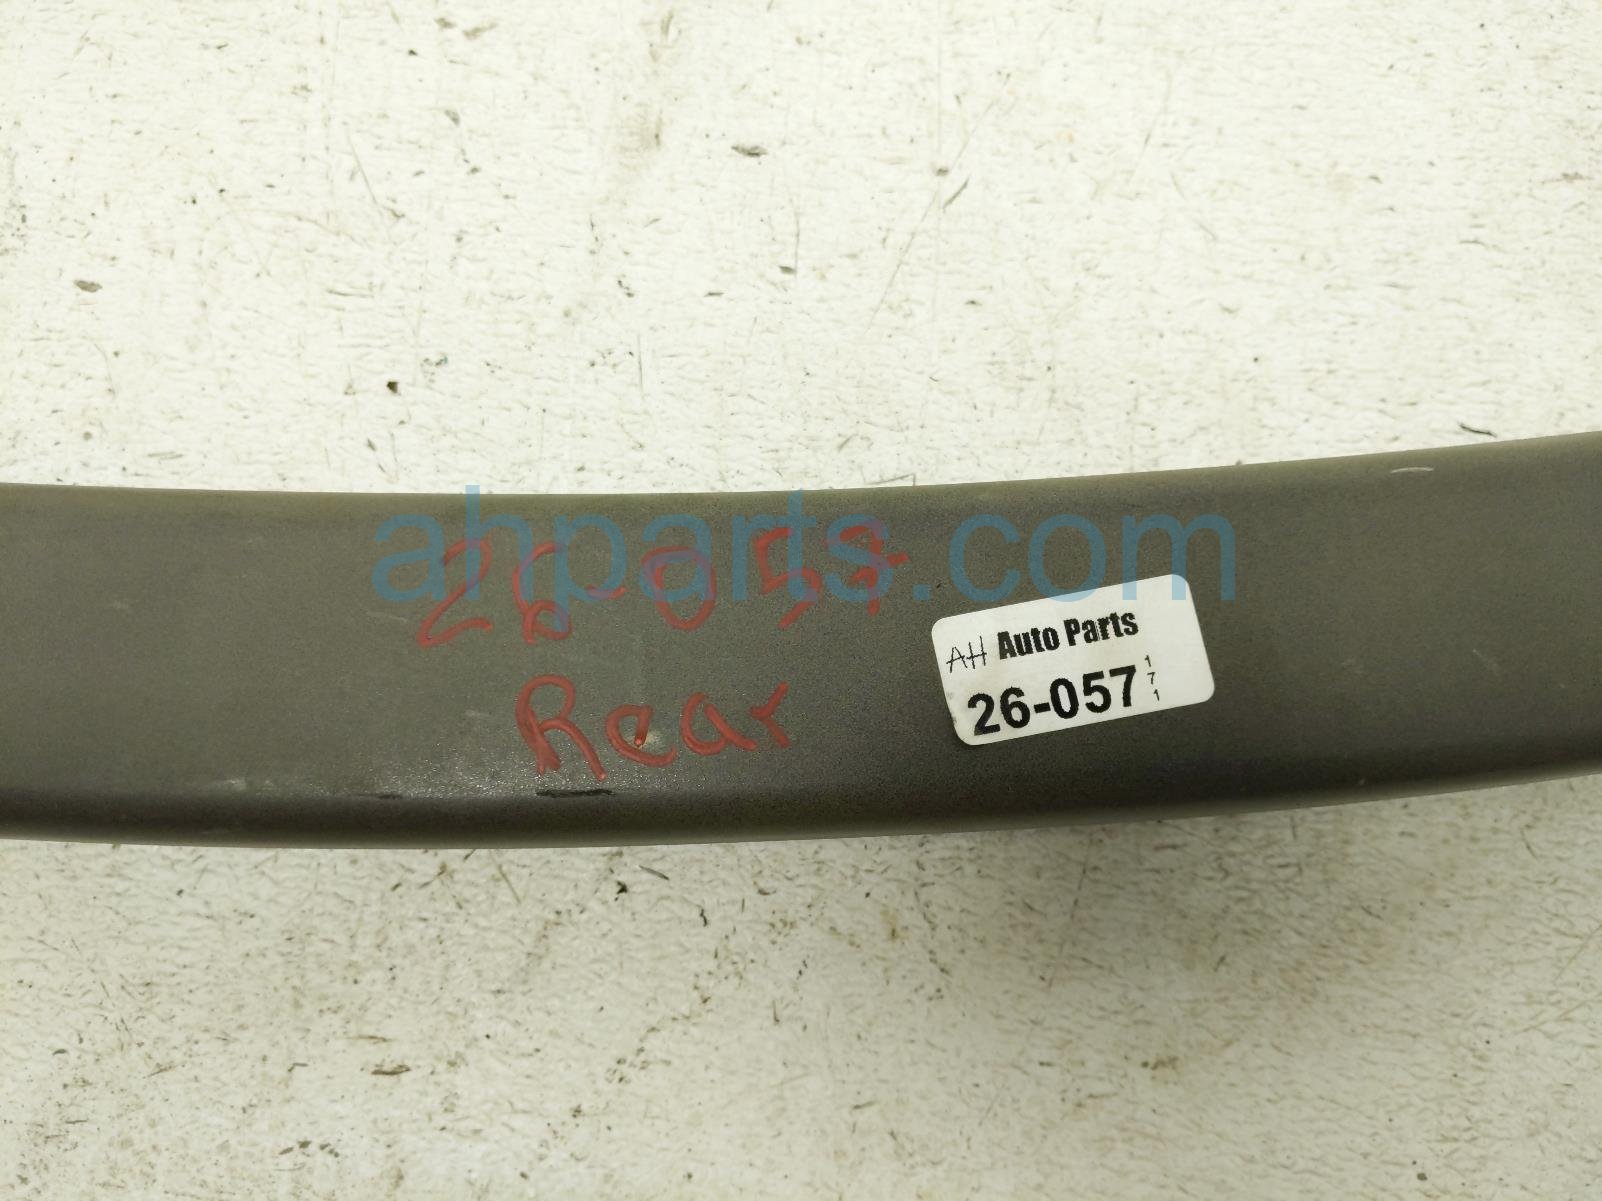 ahparts.com
26-057
Rear
AH Auto Parts
26-057 171